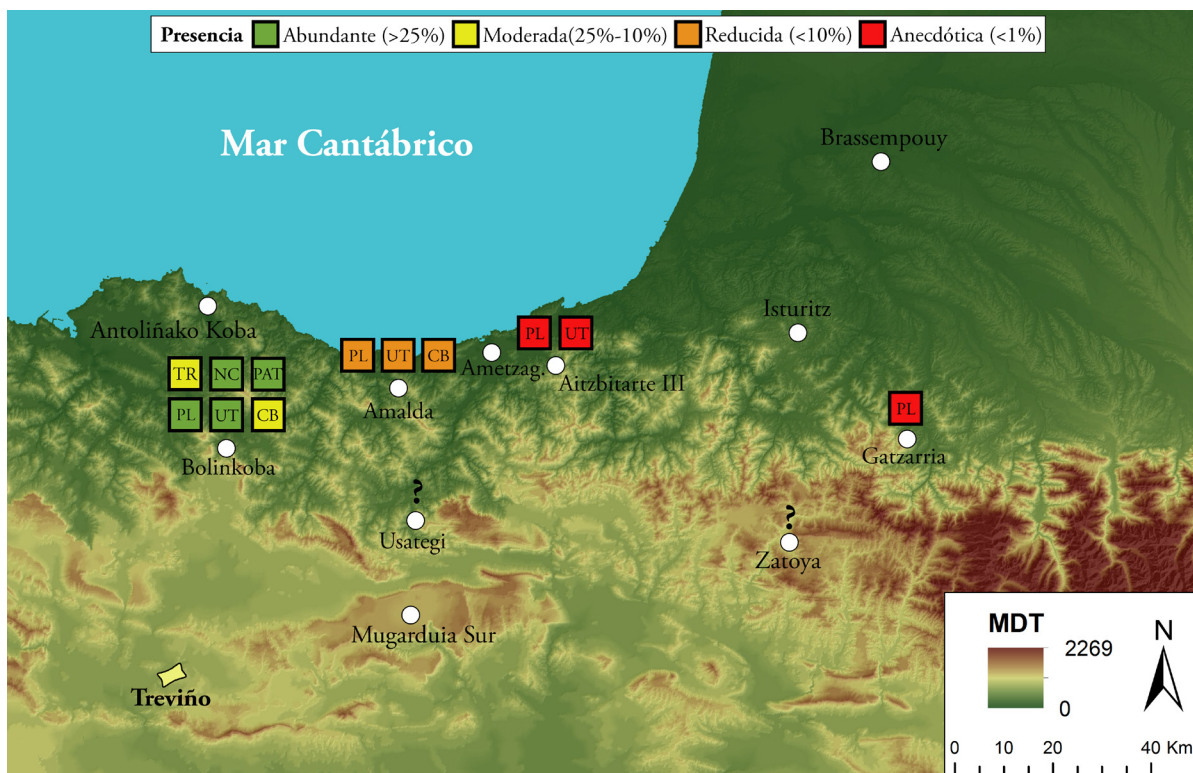 Presencia Abundante (>25%) Moderada(25%-10%) Reducida (<10%) Anecdótica (<1%)
Mar Cantábrico
Brassempouy
Antoliñako Koba
Isturitz
PL UT
PL UT CB
Ametzag.
Aitzbitarte III
TR NC PAT
Amalda
PL UT CB
PL
Bolinkoba
Gatzarria
?
Usategi
?
Zatoya
Mugarduia Sur
Treviño
MDT
2269
0
N
0 10 20 40 Km